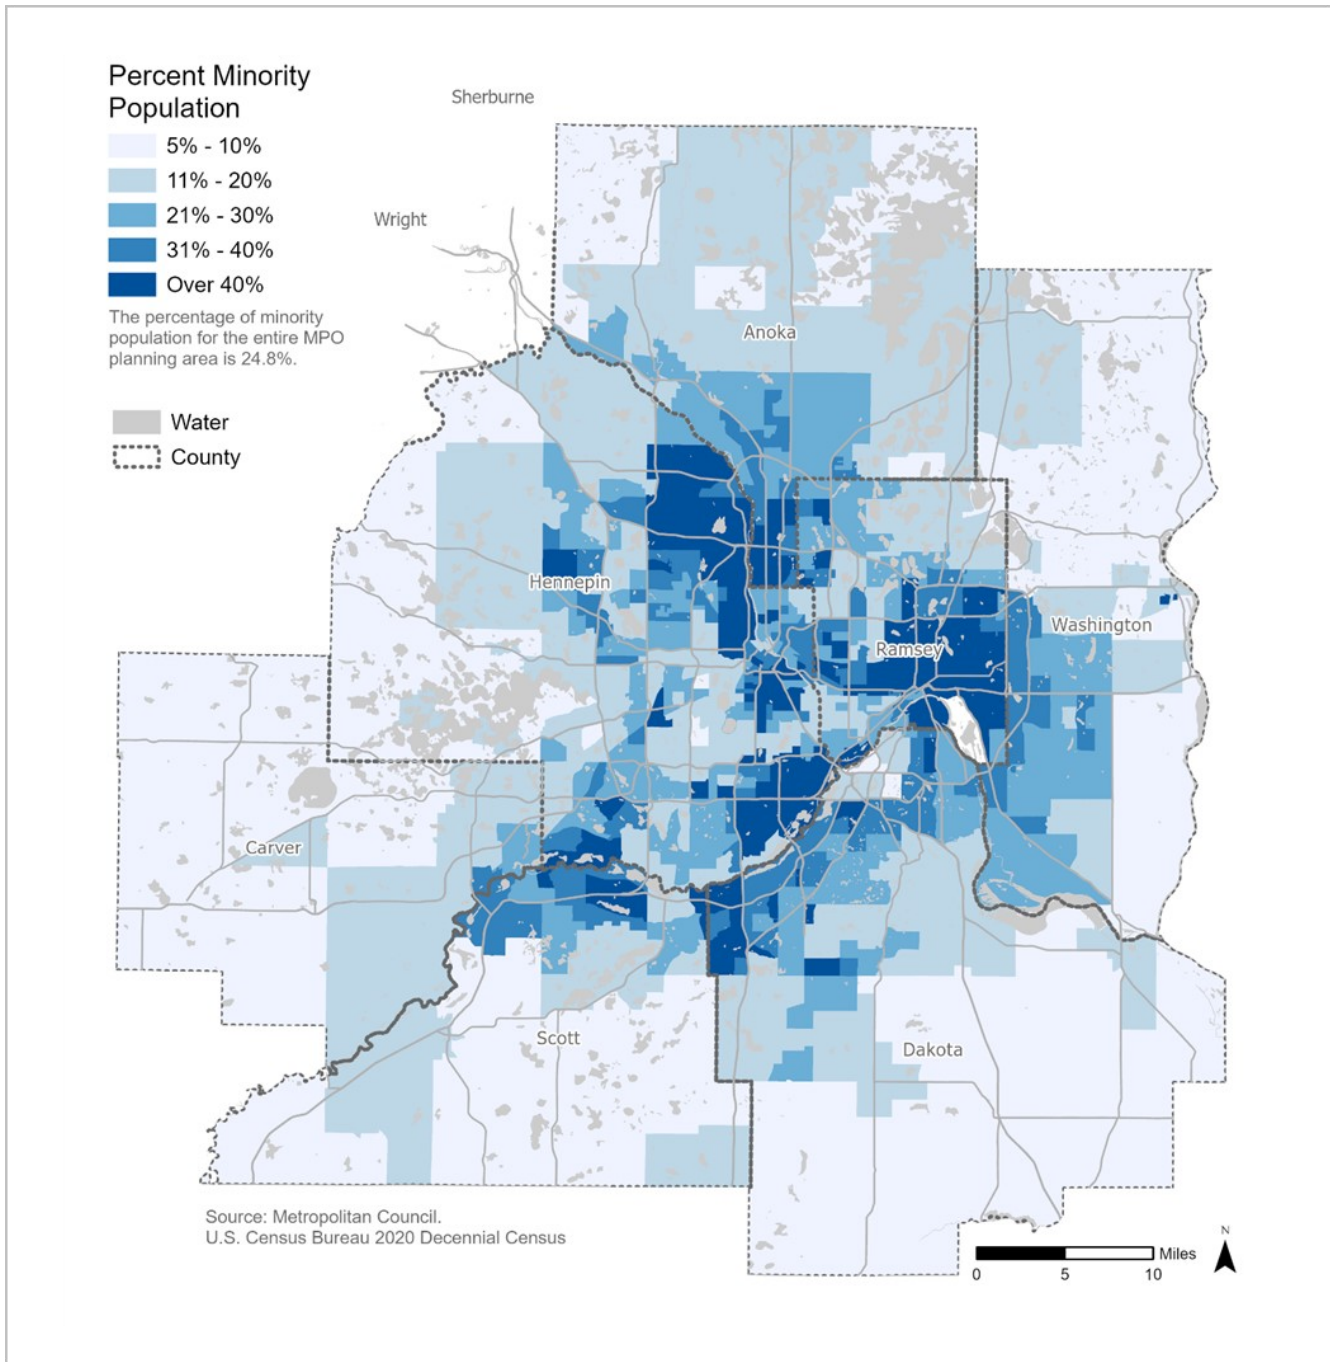 Percent Minority
Population
5% - 10%
11% - 20%
21% - 30%
31% - 40%
Over 40%
The percentage of minority
population for the entire MPO
planning area is 24.8%.
Water
County
Sherburne
Wright
Anoka
Hennepin
Washington
Ramsey
Carver
Scott
Dakota
Source: Metropolitan Council.
U.S. Census Bureau 2020 Decennial Census
N
Miles
0 5 10